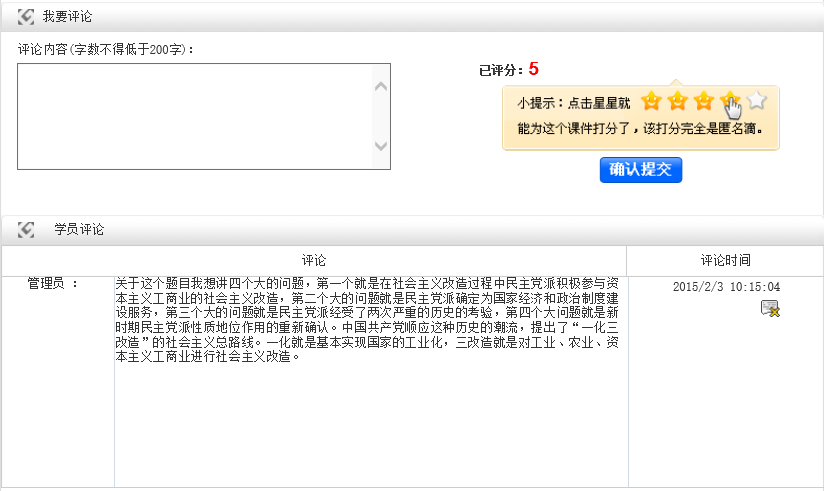 我要评论
评论内容(字数不得低于200字)：
已评分：5
小提示：点击星星就
能为这个课件打分了，该打分完全是匿名滴。
确认提交
学员评论
评论 评论时间
管理员 ： 关于这个题目我想讲四个大的问题，第一个就是在社会主义改造过程中民主党派积极参与资 2015/2/3 10:15:04
本主义工商业的社会主义改造，第二个大的问题就是民主党派确定为国家经济和政治制度建
设服务，第三个大的问题就是民主党派经受了两次严重的历史的考验，第四个大问题就是新
时期民主党派性质地位作用的重新确认。中国共产党顺应这种历史的潮流，提出了“一化三
改造”的社会主义总路线。一化就是基本实现国家的工业化，三改造就是对工业、农业、资
本主义工商业进行社会主义改造。